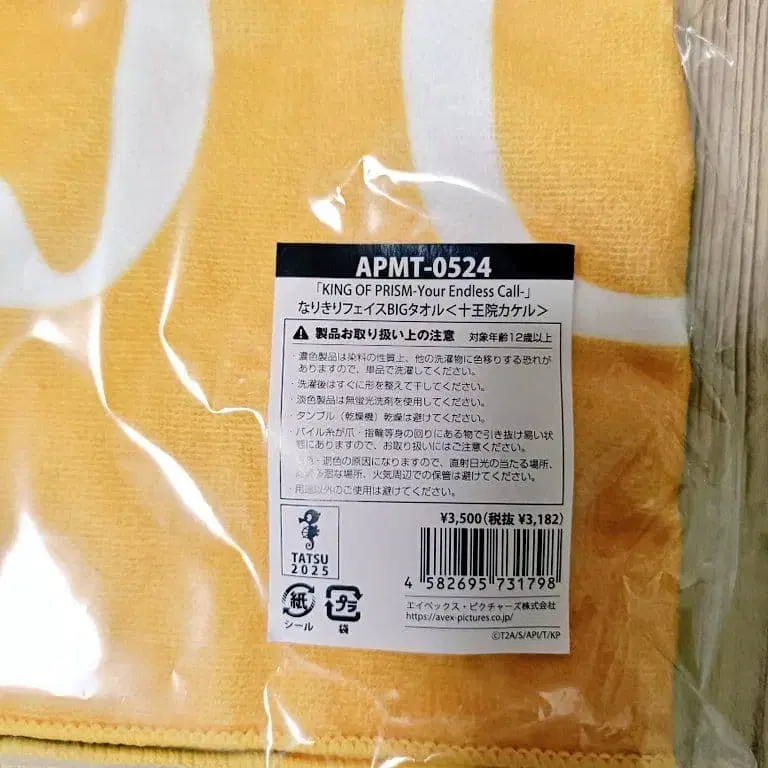 APMT-0524
「KING OF PRISM-Your Endless Call-」
なりきりフェイスBIGタオル＜十王院カケル＞
製品お取り扱い上の注意 対象年齢12歳以上
・濃色製品は染料の性質上、他の洗濯物に色移りする恐れが
ありますので、単品で洗濯してください。
・洗濯後はすぐに形を整えて干してください。
・淡色製品は無蛍光洗剤を使用してください。
・タンブル（乾燥機）乾燥は避けてください。
・パイル糸が爪・指輪等身の回りにある物で引き抜け易い状
態にありますので、お取り扱いにはご注意ください。
・退色の原因になりますので、直射日光の当たる場所、
な場所、火気周辺での保管は避けてください。
・用途以外のご使用は避けてください。
¥3,500(税抜 ¥3,182)
TATSU
2025
4 582695 731798
紙
シール
プラ
袋
エイベックス・ピクチャーズ株式会社
https://avex-pictures.co.jp/
©T2A/S/API/T/KP